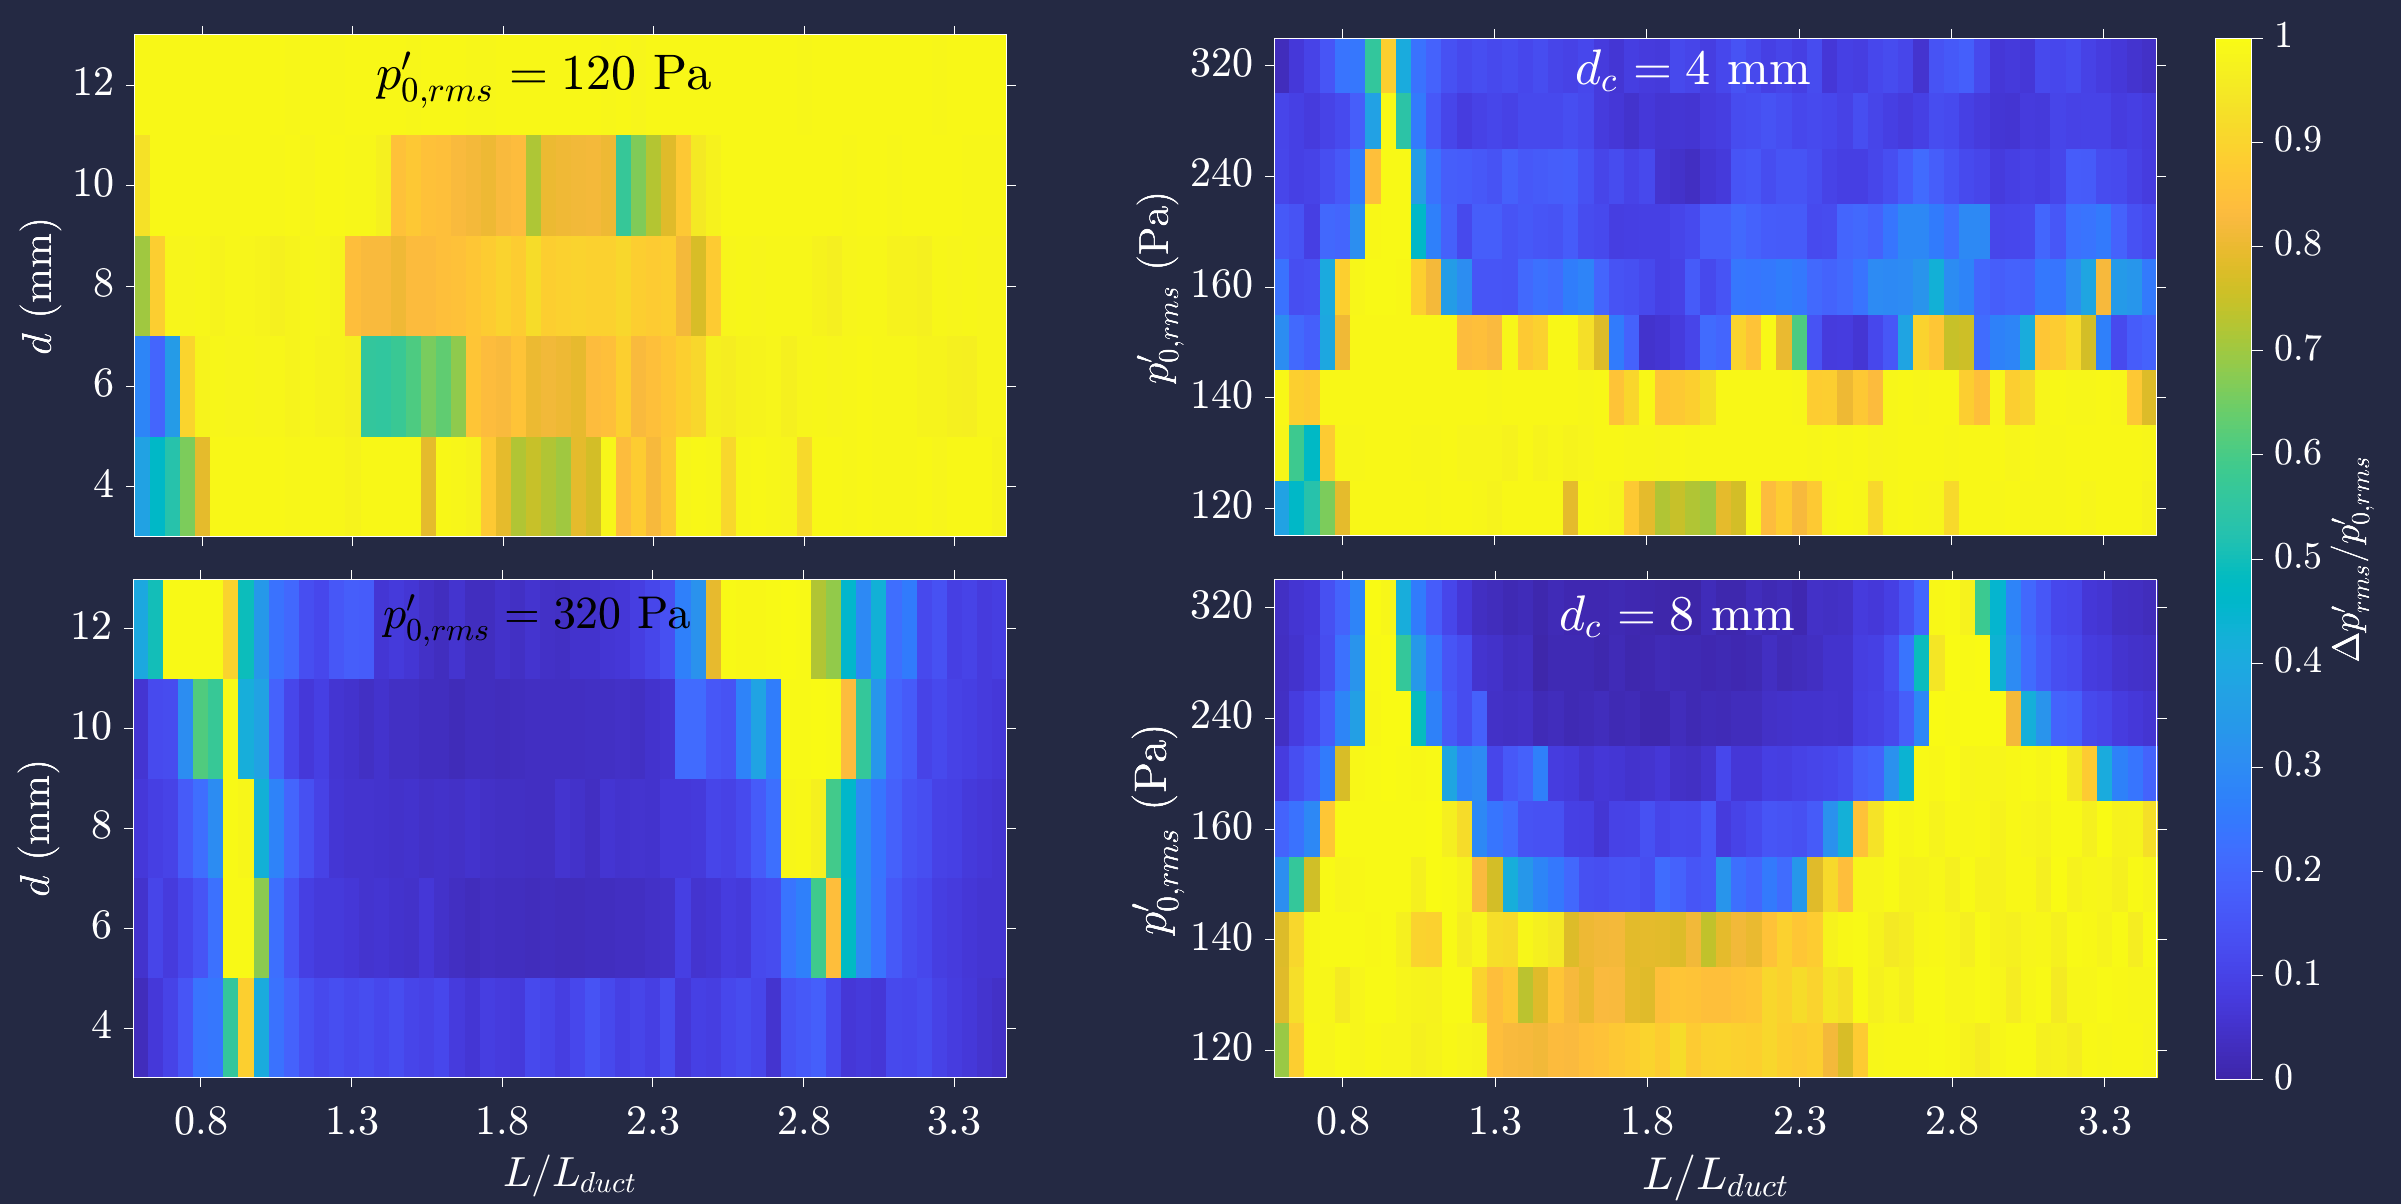 p′0,rms = 120 Pa
12
10
8
6
4
d (mm)
dc = 4 mm
320
240
160
140
120
p′0,rms (Pa)
p′0,rms = 320 Pa
12
10
8
6
4
d (mm)
0.8 1.3 1.8 2.3 2.8 3.3
L/Lduct
dc = 8 mm
320
240
160
140
120
p′0,rms (Pa)
0.8 1.3 1.8 2.3 2.8 3.3
L/Lduct
1
0.9
0.8
0.7
0.6
0.5
0.4
0.3
0.2
0.1
0
Δp′rms/p′0,rms